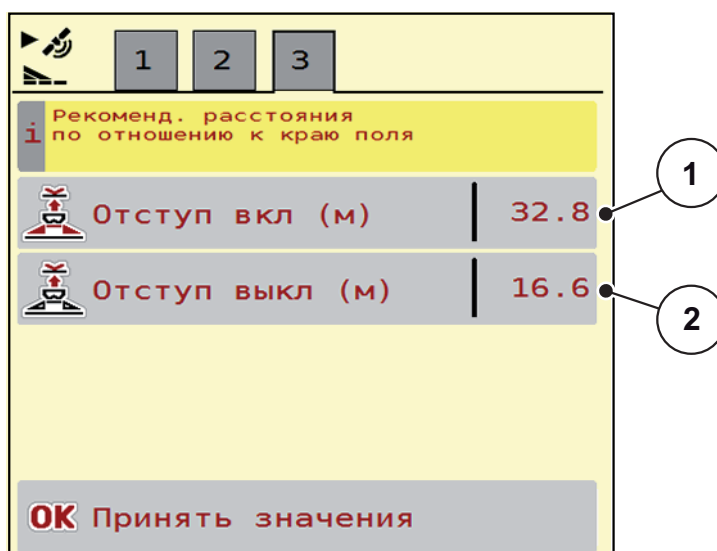 1 2 3
i Рекоменд. расстояния
по отношению к краю поля
Отступ вкл (м) 32.8
1
Отступ выкл (м) 16.6
2
OK Принять значения